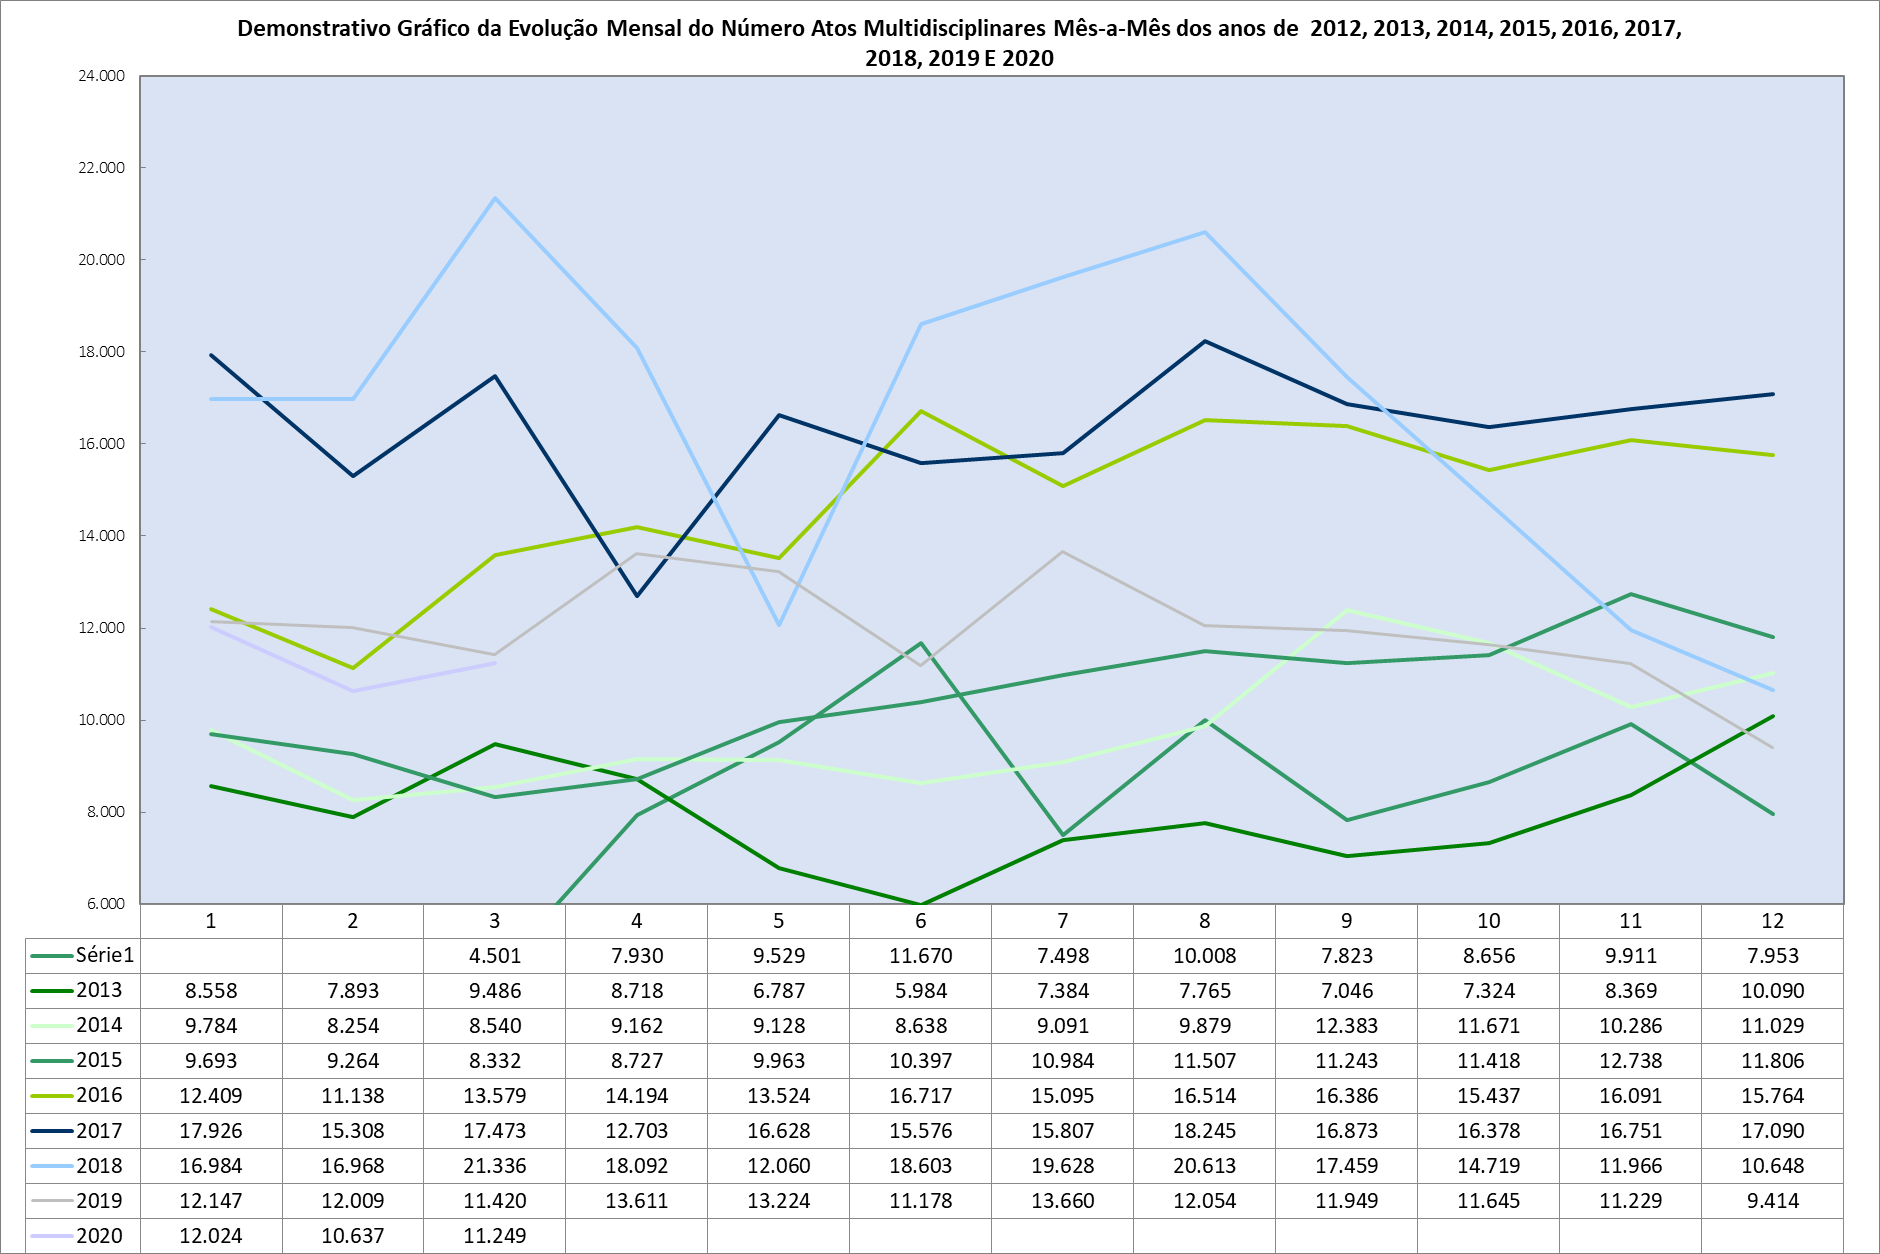 Demonstrativo Gráfico da Evolução Mensal do Número Atos Multidisciplinares Mês-a-Mês dos anos de 2012, 2013, 2014, 2015, 2016, 2017,
2018, 2019 E 2020
24.000
22.000
20.000
18.000
16.000
14.000
12.000
10.000
8.000
6.000
1 2 3 4 5 6 7 8 9 10 11 12
Série1 4.501 7.930 9.529 11.670 7.498 10.008 7.823 8.656 9.911 7.953
2013 8.558 7.893 9.486 8.718 6.787 5.984 7.384 7.765 7.046 7.324 8.369 10.090
2014 9.784 8.254 8.540 9.162 9.128 8.638 9.091 9.879 12.383 11.671 10.286 11.029
2015 9.693 9.264 8.332 8.727 9.963 10.397 10.984 11.507 11.243 11.418 12.738 11.806
2016 12.409 11.138 13.579 14.194 13.524 16.717 15.095 16.514 16.386 15.437 16.091 15.764
2017 17.926 15.308 17.473 12.703 16.628 15.576 15.807 18.245 16.873 16.378 16.751 17.090
2018 16.984 16.968 21.336 18.092 12.060 18.603 19.628 20.613 17.459 14.719 11.966 10.648
2019 12.147 12.009 11.420 13.611 13.224 11.178 13.660 12.054 11.949 11.645 11.229 9.414
2020 12.024 10.637 11.249